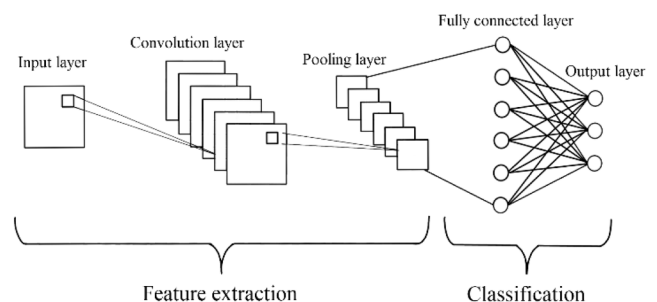 Input layer
Convolution layer
Pooling layer
Fully connected layer
Output layer
Feature extraction
Classification